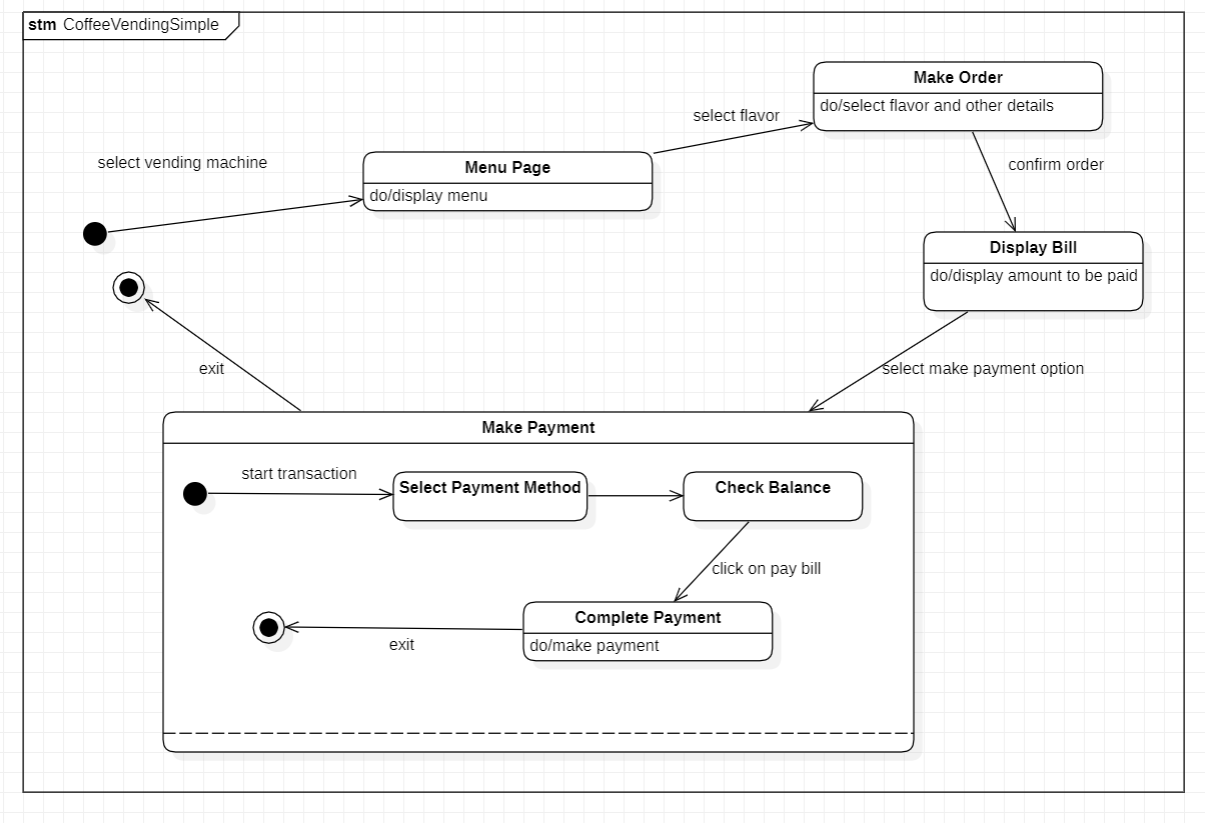 stm CoffeeVendingSimple
Make Order
do/select flavor and other details
select flavor
select vending machine
Menu Page
do/display menu
confirm order
Display Bill
do/display amount to be paid
exit
select make payment option
Make Payment
start transaction
Select Payment Method
Check Balance
click on pay bill
Complete Payment
do/make payment
exit